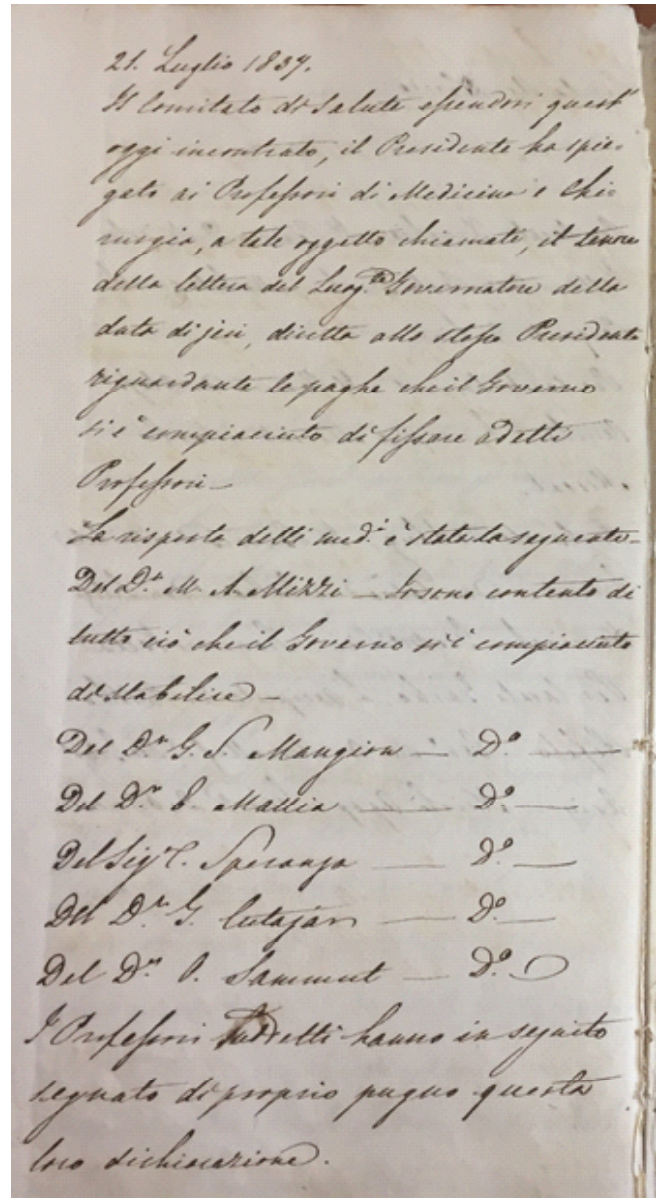 21. Luglio 1837.
Il Comitato di Salute essendosi quest'
oggi incontrato, il Presidente ha spie-
gato ai Professori di Medicina e Chi-
rurgia, a tale oggetto chiamati, il tenore
della lettera del Luog.te Governatore della
data di jeri, diretta allo stesso Presidente
riguardante le paghe che il Governo
si è compiaciuto di fissare a detti
Professori_
La risposta detti med.i è stata la seguente-
Del D.r M. A. Mizzi _ Io sono contento di
tutto ciò che il Governo si è compiaciuto
di stabilire _
Del D.r G. S. Mangion — D.o —
Del D.r E. Mallia — D.o —
Del Sig.r C. Speranza — D.o —
Del D.r G. Cutajar — D.o —
Del D.r P. Sammut — D.o —
I Professori suddetti hanno in seguito
segnato di proprio pugno questa
loro dichiarazione.